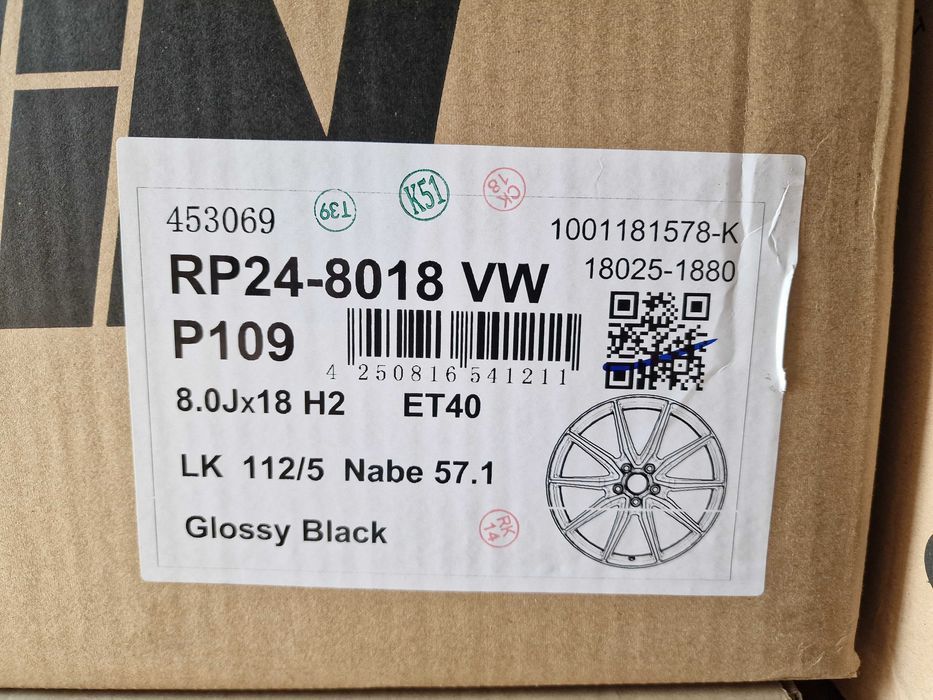 iN
T39
K51
CK
18
453069
1001181578-K
RP24-8018 VW
18025-1880
P109
4 250816 541211
8.0Jx18 H2 ET40
LK 112/5 Nabe 57.1
Glossy Black
RK
14